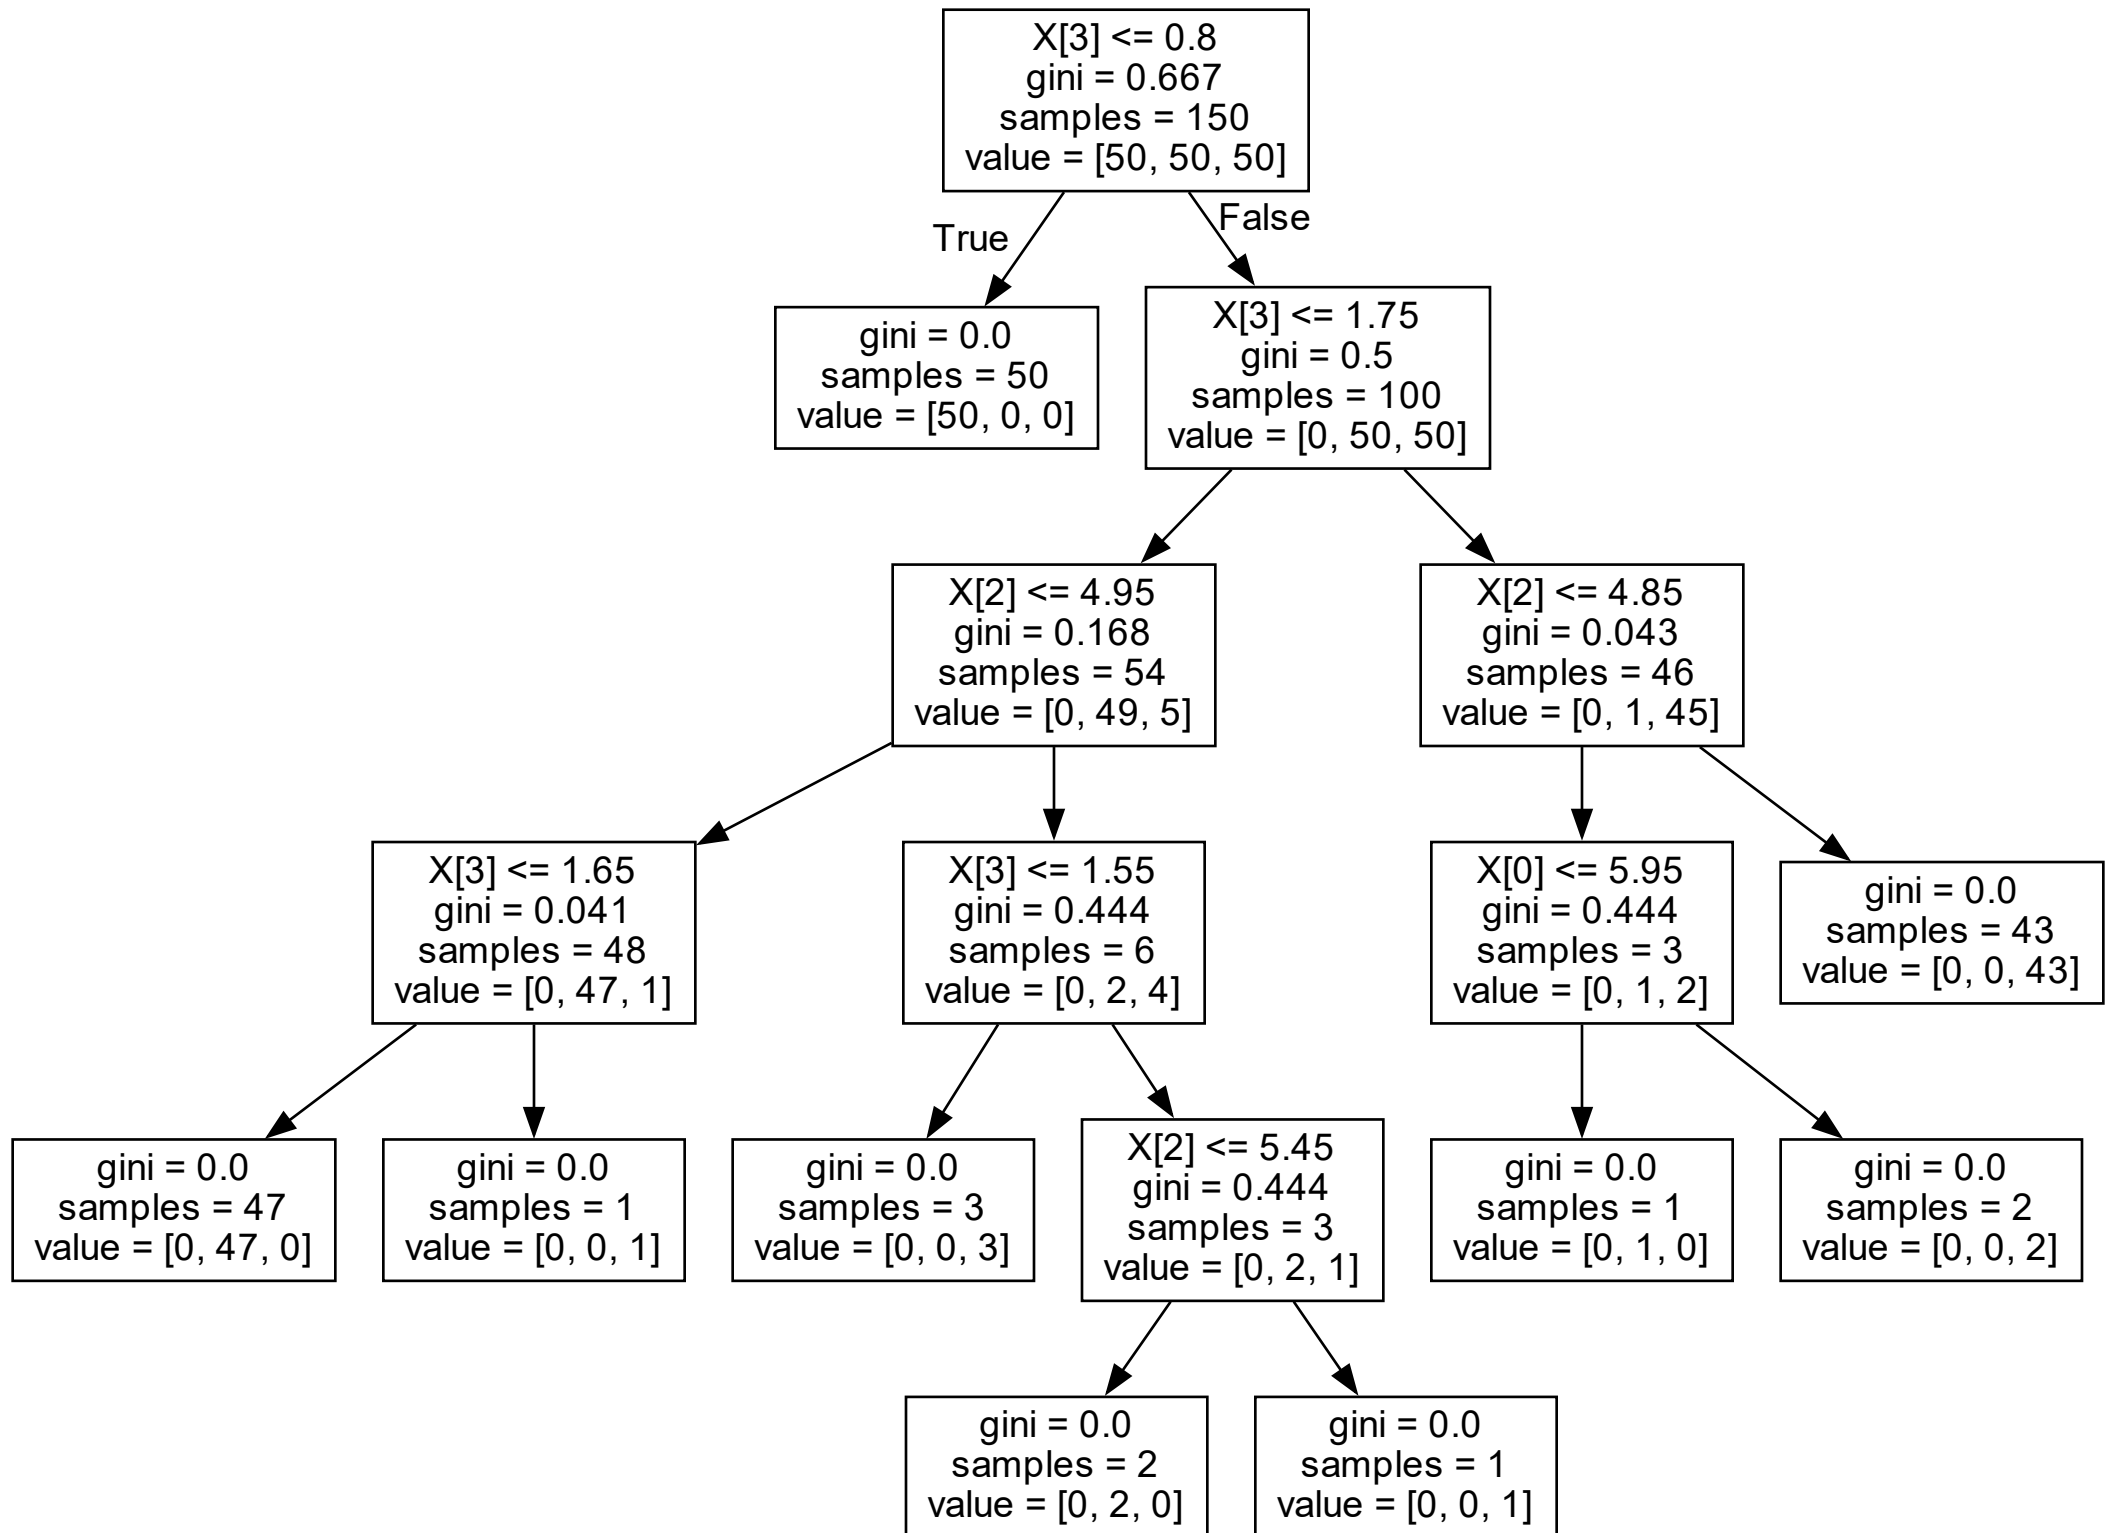 X[3] <= 0.8
gini = 0.667
samples = 150
value = [50, 50, 50]
True
False
gini = 0.0
samples = 50
value = [50, 0, 0]
X[3] <= 1.75
gini = 0.5
samples = 100
value = [0, 50, 50]
X[2] <= 4.95
gini = 0.168
samples = 54
value = [0, 49, 5]
X[2] <= 4.85
gini = 0.043
samples = 46
value = [0, 1, 45]
X[3] <= 1.65
gini = 0.041
samples = 48
value = [0, 47, 1]
X[3] <= 1.55
gini = 0.444
samples = 6
value = [0, 2, 4]
X[0] <= 5.95
gini = 0.444
samples = 3
value = [0, 1, 2]
gini = 0.0
samples = 43
value = [0, 0, 43]
gini = 0.0
samples = 47
value = [0, 47, 0]
gini = 0.0
samples = 1
value = [0, 0, 1]
gini = 0.0
samples = 3
value = [0, 0, 3]
X[2] <= 5.45
gini = 0.444
samples = 3
value = [0, 2, 1]
gini = 0.0
samples = 1
value = [0, 1, 0]
gini = 0.0
samples = 2
value = [0, 0, 2]
gini = 0.0
samples = 2
value = [0, 2, 0]
gini = 0.0
samples = 1
value = [0, 0, 1]